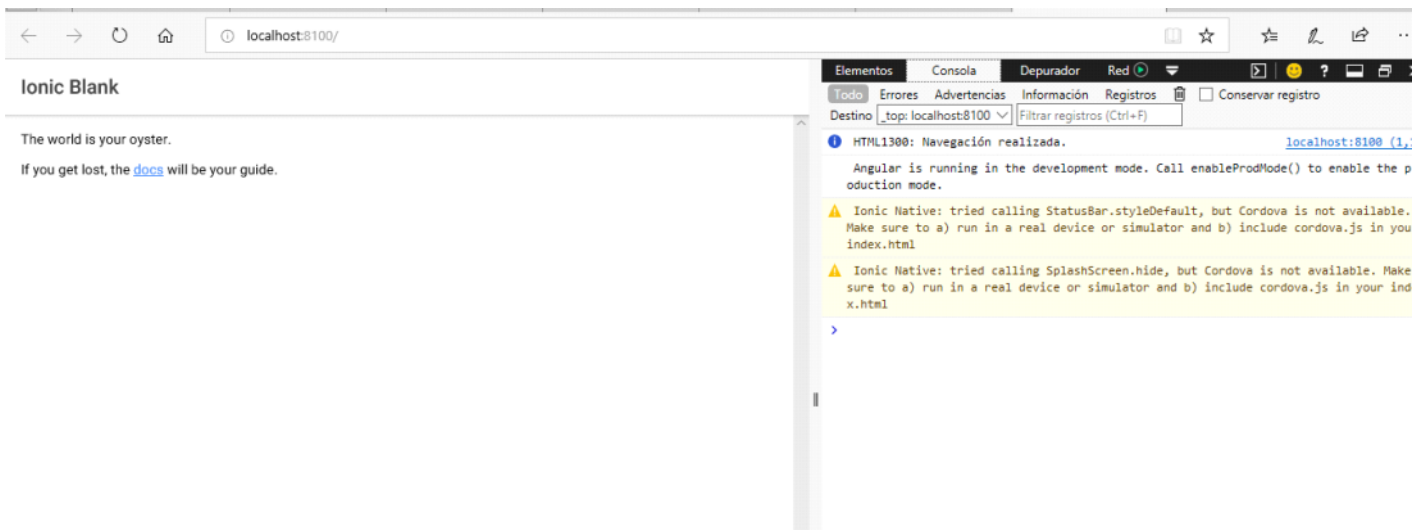 localhost:8100/
Ionic Blank
The world is your oyster.
If you get lost, the docs will be your guide.
Elementos Consola Depurador Red
Todo Errores Advertencias Información Registros Conservar registro
Destino _top: localhost:8100 Filtrar registros (Ctrl+F)
HTML1300: Navegación realizada. localhost:8100 (1,
Angular is running in the development mode. Call enableProdMode() to enable the p
oduction mode.
Ionic Native: tried calling StatusBar.styleDefault, but Cordova is not available.
Make sure to a) run in a real device or simulator and b) include cordova.js in you
index.html
Ionic Native: tried calling SplashScreen.hide, but Cordova is not available. Make
sure to a) run in a real device or simulator and b) include cordova.js in your ind
x.html